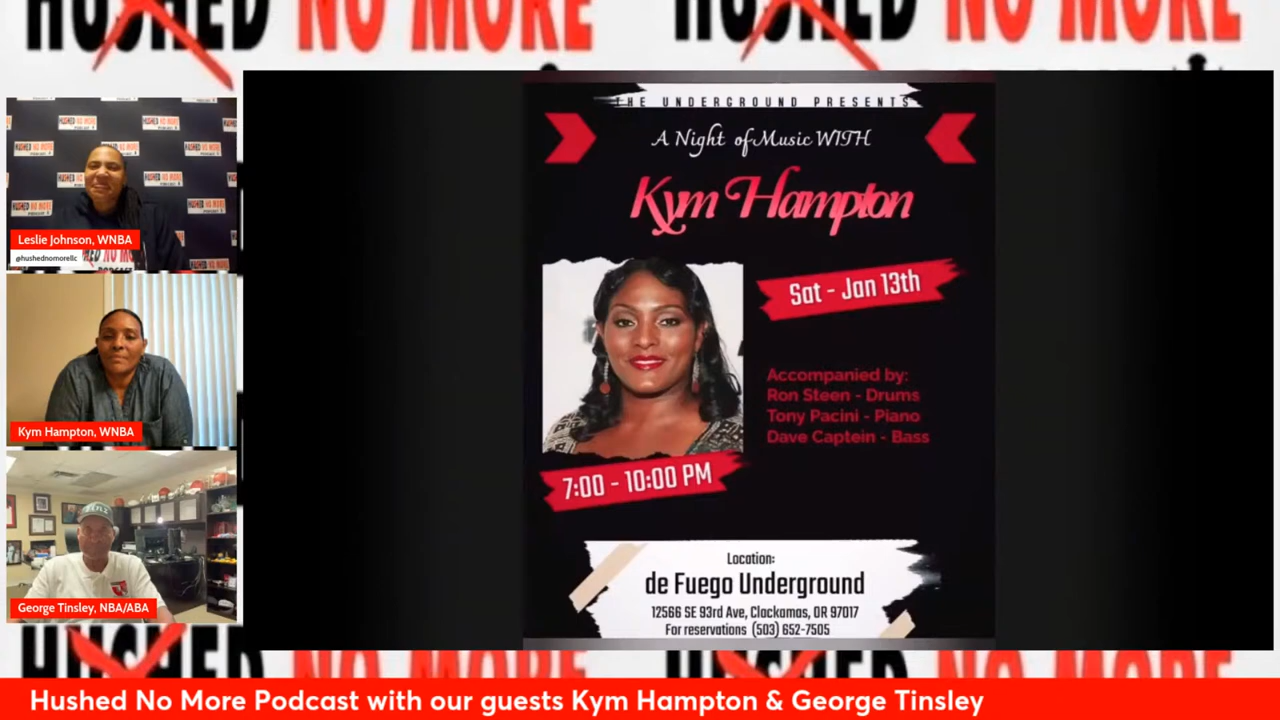 HUSHED NO MORE
HUSHED NO MORE
Leslie Johnson, WNBA
@hushednomorellc
Kym Hampton, WNBA
George Tinsley, NBA/ABA
THE UNDERGROUND PRESENTS
A Night of Music WITH
Kym Hampton
Sat - Jan 13th
Accompanied by:
Ron Steen - Drums
Tony Pacini - Piano
Dave Captein - Bass
7:00 - 10:00 PM
Location:
de Fuego Underground
12566 SE 93rd Ave, Clackamas, OR 97017
For reservations (503) 652-7505
HUSHED NO MORE
HUSHED NO MORE
Hushed No More Podcast with our guests Kym Hampton & George Tinsley